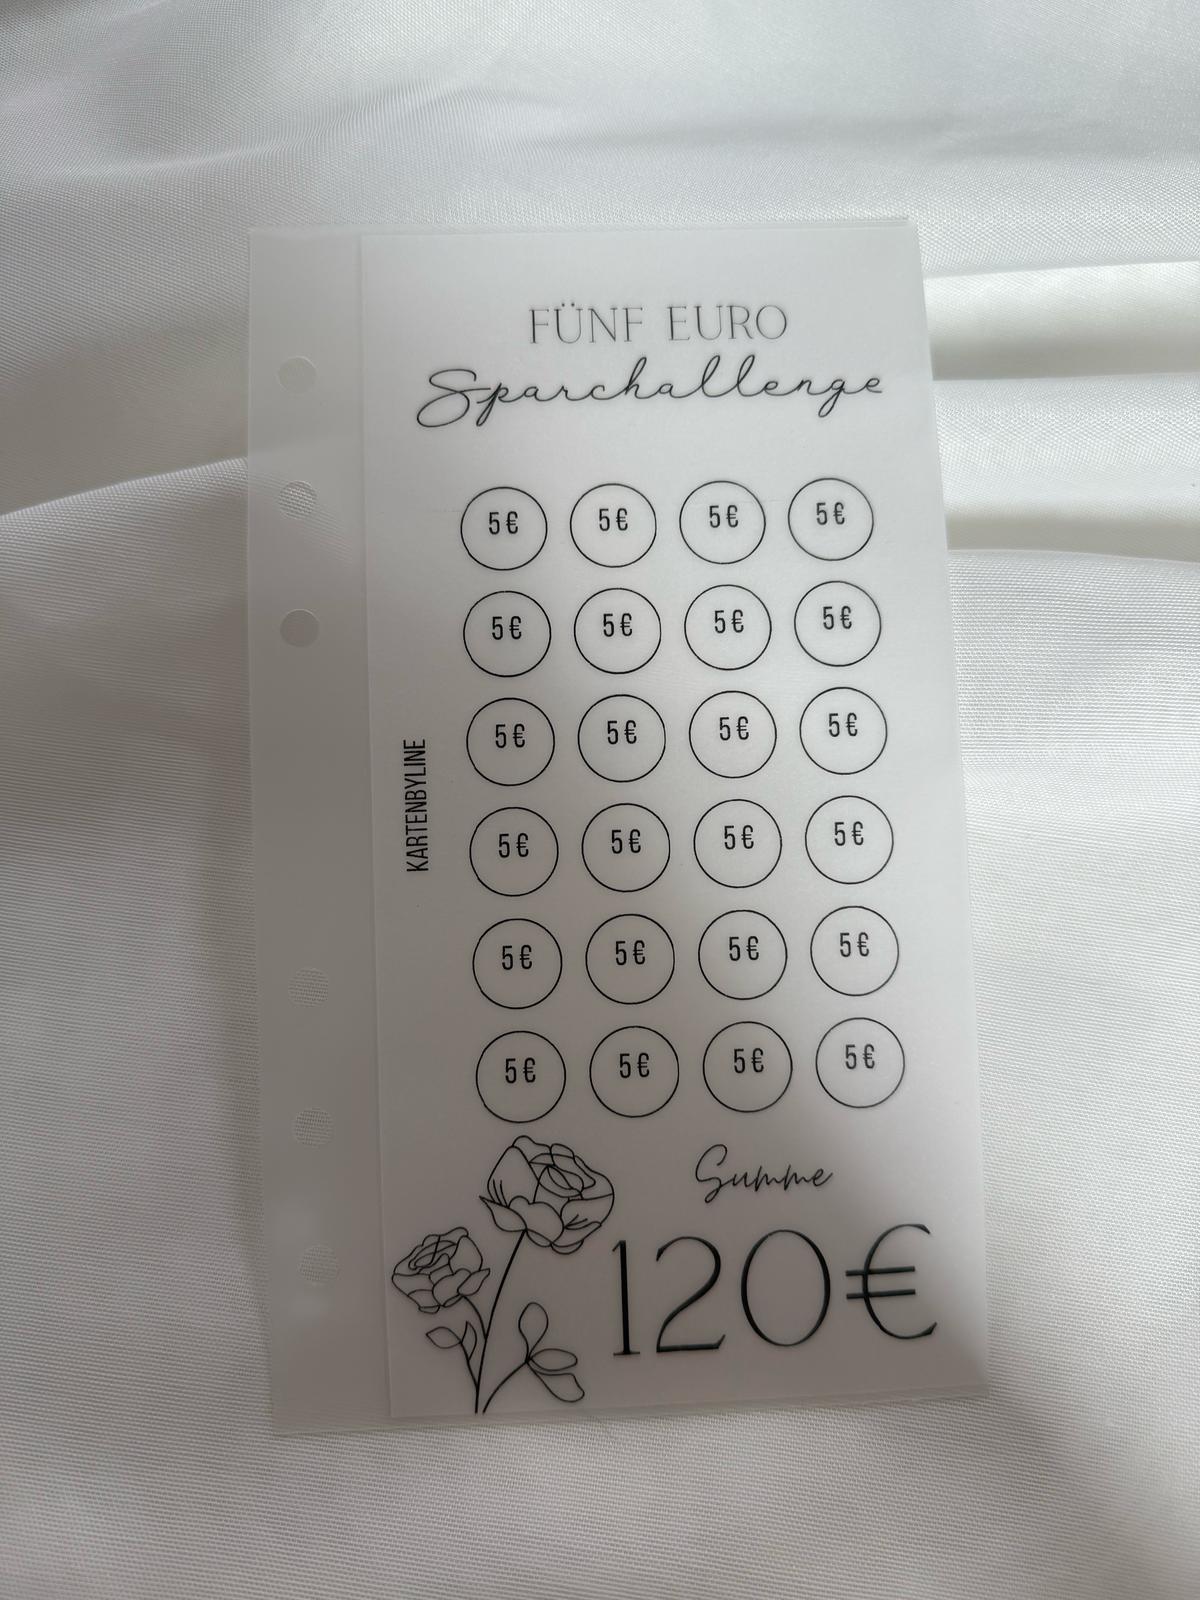 FÜNF EURO
Sparchallenge
5 € 5 € 5 € 5 €
5 € 5 € 5 € 5 €
5 € 5 € 5 € 5 €
5 € 5 € 5 € 5 €
5 € 5 € 5 € 5 €
5 € 5 € 5 € 5 €
KARTENBYLINE
Summe
120€